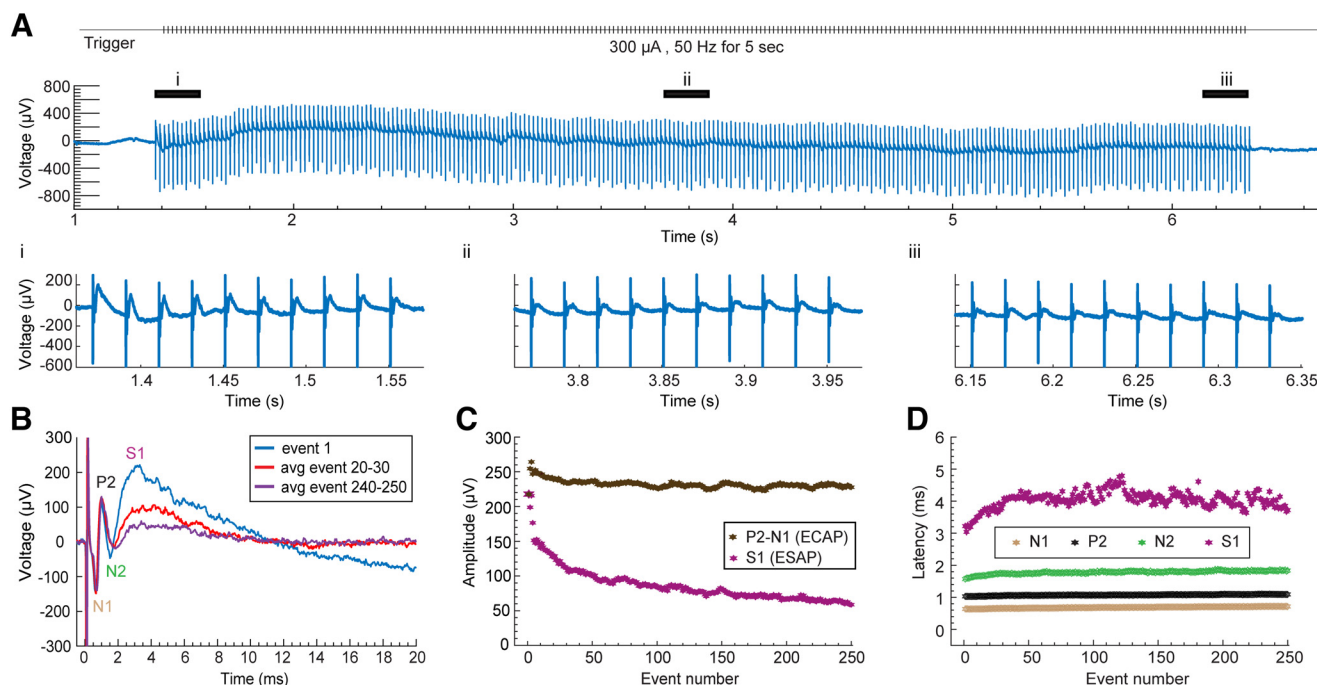 A
Trigger
300 µA , 50 Hz for 5 sec
i
ii
iii
Voltage (µV)
800
400
0
-400
-800
1
2
3
4
5
6
Time (s)
i
Voltage (µV)
200
0
-200
-400
-600
1.4
1.45
1.5
1.55
Time (s)
ii
3.8
3.85
3.9
3.95
Time (s)
iii
6.15
6.2
6.25
6.3
6.35
Time (s)
B
Voltage (µV)
300
200
100
0
-100
-200
-300
S1
P2
N2
N1
event 1
avg event 20-30
avg event 240-250
0
2
4
6
8
10
12
14
16
18
20
Time (ms)
C
Amplitude (µV)
300
250
200
150
100
50
0
P2-N1 (ECAP)
S1 (ESAP)
0
50
100
150
200
250
Event number
D
Latency (ms)
6
5
4
3
2
1
0
N1
P2
N2
S1
0
50
100
150
200
250
Event number